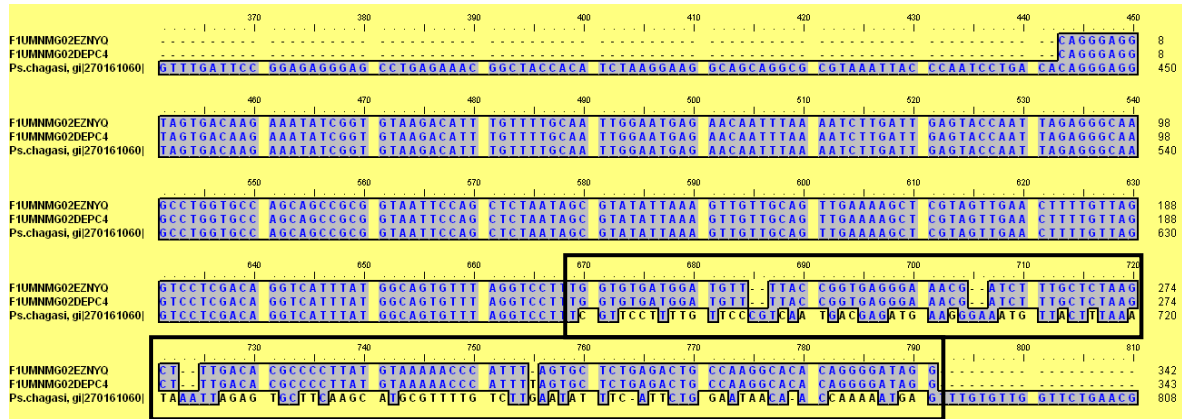 370 380 390 400 410 420 430 440 450
F1UMNMG02EZNYQ CAGGGAGG 8
F1UMNMG02DEPC4 CAGGGAGG 8
Ps.chagasi, gi|270161060| GTTTGATTCC GGAGAGGGAG CCTGAGAAAC GGCTACCACA TCTAAGGAAG GCAGCAGGCG CGTAAATTAC CCAATCCTGA CACAGGGAGG 450
460 470 480 490 500 510 520 530 540
F1UMNMG02EZNYQ TAGTGACAAG AAATATCGGT GTAAGACATT TGTTTTGCAA TTGGAATGAG AACAATTTAA AATCTTGATT GAGTACCAAT TAGAGGGCAA 98
F1UMNMG02DEPC4 TAGTGACAAG AAATATCGGT GTAAGACATT TGTTTTGCAA TTGGAATGAG AACAATTTAA AATCTTGATT GAGTACCAAT TAGAGGGCAA 98
Ps.chagasi, gi|270161060| TAGTGACAAG AAATATCGGT GTAAGACATT TGTTTTGCAA TTGGAATGAG AACAATTTAA AATCTTGATT GAGTACCAAT TAGAGGGCAA 540
550 560 570 580 590 600 610 620 630
F1UMNMG02EZNYQ GCCTGGTGCC AGCAGCCGCG GTAATTCCAG CTCTAATAGC GTATATTAAA GTTGTTGCAG TTGAAAAGCT CGTAGTTGAA CTTTTGTTAG 188
F1UMNMG02DEPC4 GCCTGGTGCC AGCAGCCGCG GTAATTCCAG CTCTAATAGC GTATATTAAA GTTGTTGCAG TTGAAAAGCT CGTAGTTGAA CTTTTGTTAG 188
Ps.chagasi, gi|270161060| GCCTGGTGCC AGCAGCCGCG GTAATTCCAG CTCTAATAGC GTATATTAAA GTTGTTGCAG TTGAAAAGCT CGTAGTTGAA CTTTTGTTAG 630
640 650 660 670 680 690 700 710 720
F1UMNMG02EZNYQ GTCCTCGACA GGTCATTTAT GGCAGTGTTT AGGTCCTTTG GTGTGATGGA TGTT--TTAC CGGTGAGGGA AACG--ATCT TTGCTCTAAG 274
F1UMNMG02DEPC4 GTCCTCGACA GGTCATTTAT GGCAGTGTTT AGGTCCTTTG GTGTGATGGA TGTT--TTAC CGGTGAGGGA AACG--ATCT TTGCTCTAAG 274
Ps.chagasi, gi|270161060| GTCCTCGACA GGTCATTTAT GGCAGTGTTT AGGTCCTTTC GTTCCTTTTG TTCCCGTCAA TGACGAGATG AAGGGAAATG TTACTTTAAA 720
730 740 750 760 770 780 790 800 810
F1UMNMG02EZNYQ CT--TTGACA CGCCCCTTAT GTAAAAACCC ATTT-AGTGC TCTGAGACTG CCAAGGCACA CAGGGGATAG G 342
F1UMNMG02DEPC4 CT--TTGACA CGCCCCTTAT GTAAAAACCC ATTTTAGTGC TCTGAGACTG CCAAGGCACA CAGGGGATAG G 343
Ps.chagasi, gi|270161060| TAAATTAGAG TGCTTCAAGC ATGCGTTTTG TCTTGAATAT TTC-ATTCTG GAATAACA-A CCAAAAATGA GTTTGTGTTG GTTCTGAACG 808